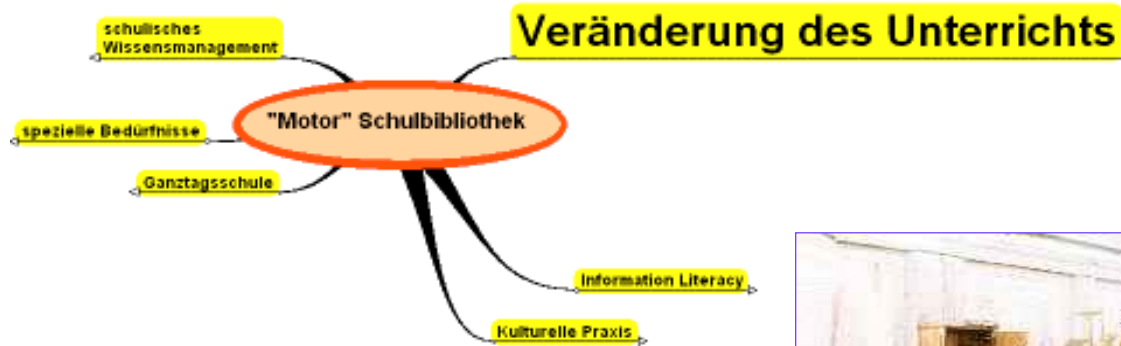 schulisches
Wissensmanagement
Veränderung des Unterrichts
"Motor" Schulbibliothek
spezielle Bedürfnisse
Ganztagsschule
Information Literacy
Kulturelle Praxis